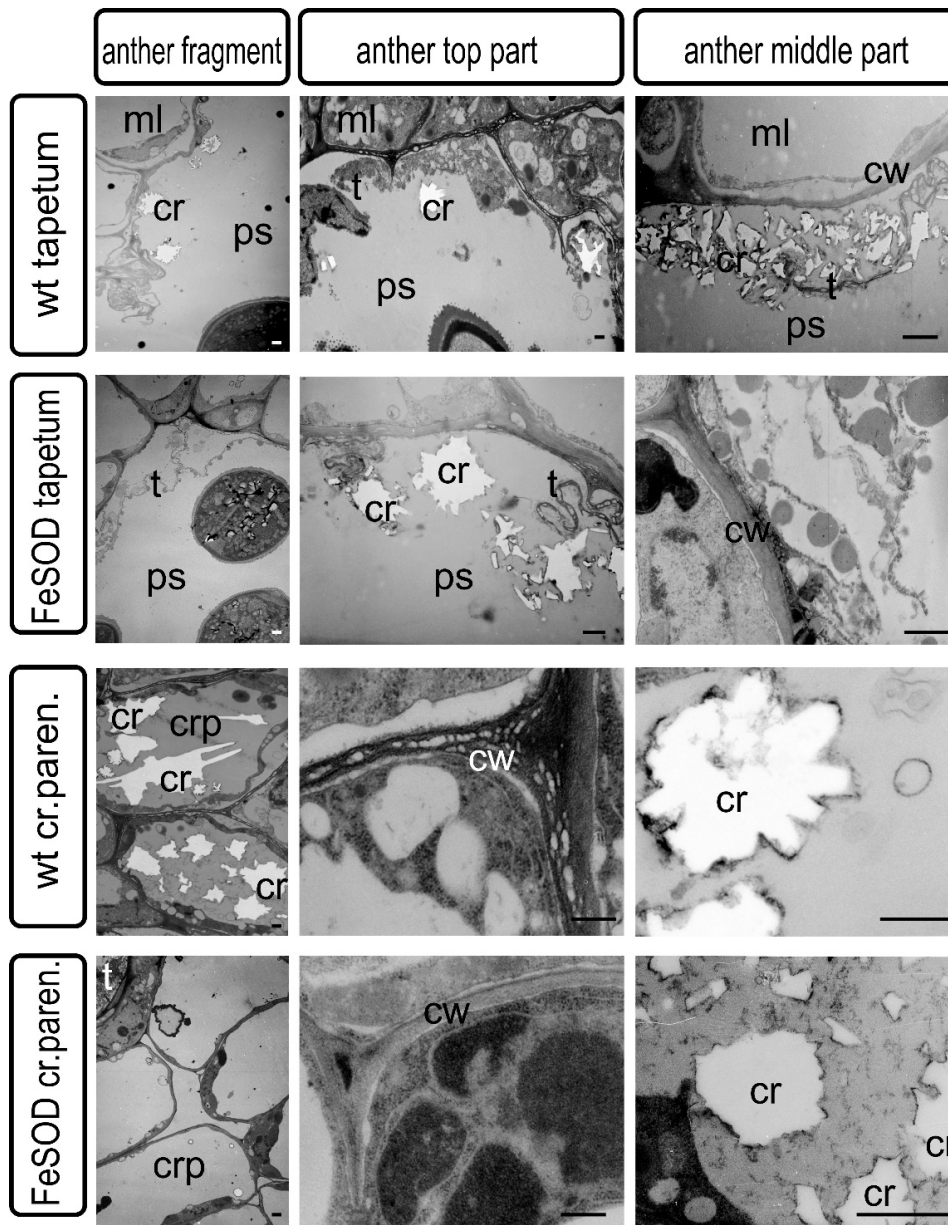 anther fragment anther top part anther middle part
wt tapetum
ml
cr
ps
ml
t
cr
ps
ml
cw
cr
t
ps
FeSOD tapetum
t
ps
cr
cr
t
ps
cw
wt cr.paren.
cr
crp
cr
cr
cw
cr
FeSOD cr.paren.
t
crp
cw
cr
cr
cr